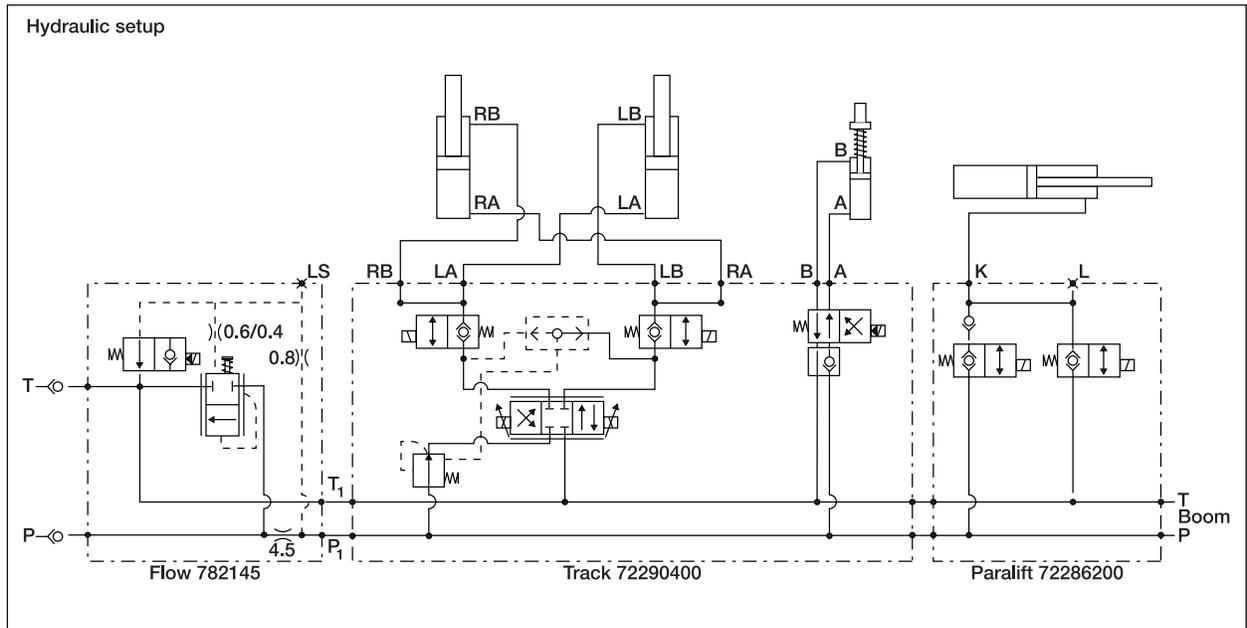 Hydraulic setup
RB
LB
B
RA
LA
A
RB LA LB RA B A K L
LS
0.6/0.4
0.8
T
T1
T
Boom
P
4.5
P1
P
Flow 782145
Track 72290400
Paralift 72286200